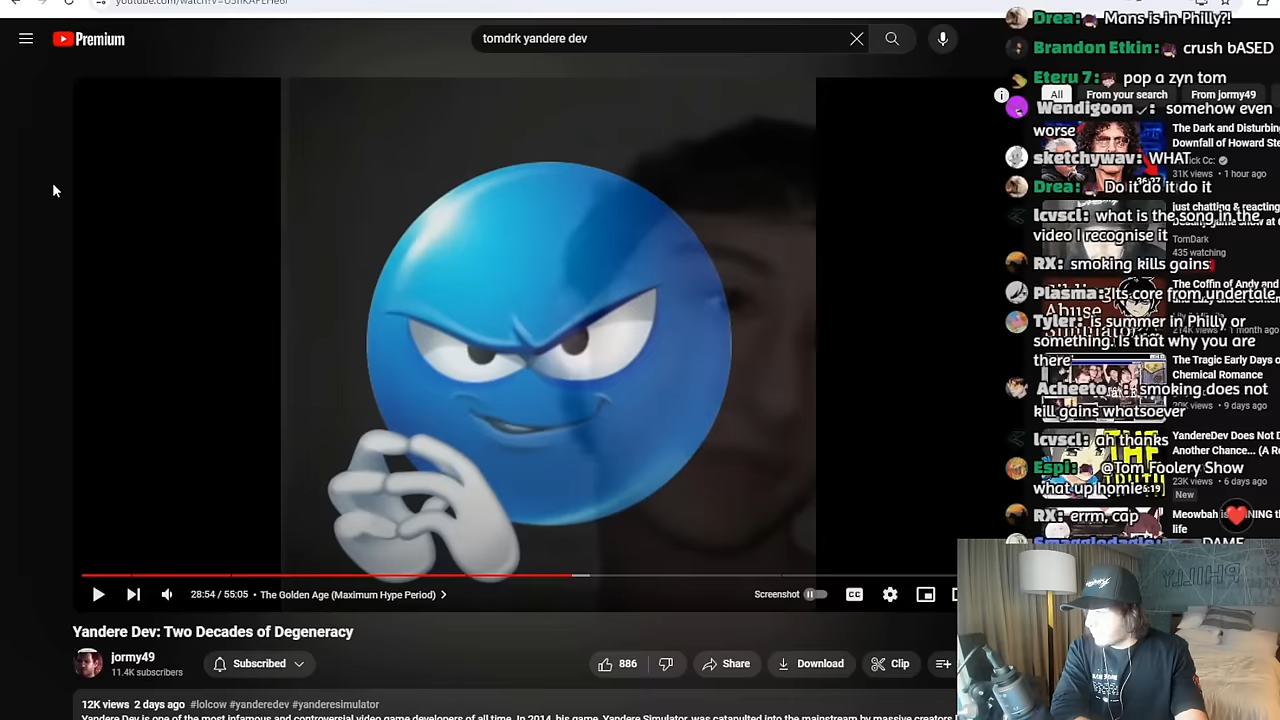 Premium
tomdrk yandere dev
Drea: Mans is in Philly?!
Brandon Etkin: crush bASED
Eteru 7: pop a zyn tom
All From your search From jormy49
Wendigoon ✓: somehow even
worse
The Dark and Disturbing
Downfall of Howard Ste
31K views • 1 hour ago
sketchywav: WHAT
Drea: Do it do it do it
lcvscl: what is the song in the
video I recognise it
just chatting & reacting
TomDark
435 watching
RX: smoking kills gains
The Coffin of Andy and
Plasma: Its core from undertale
Abuse
Tyler: is summer in Philly or
something. Is that why you are
there
1 month ago
The Tragic Early Days o
Chemical Romance
Acheeto: smoking does not
kill gains whatsoever
9 days ago
lcvscl: ah thanks
YandereDev Does Not D
Another Chance... (A Ro
THE
Espi: @Tom Foolery Show
what up homie
6:19
23K views • 6 days ago
New
RX: errm, cap
Meowbah is
life
28:54 / 55:05 • The Golden Age (Maximum Hype Period) >
Screenshot
CC
Yandere Dev: Two Decades of Degeneracy
jormy49
11.4K subscribers
Subscribed
886
Share
Download
Clip
12K views 2 days ago #lolcow #yanderedev #yanderesimulator
Yandere Dev is one of the most infamous and controversial video game developers of all time. In 2014, his game, Yandere Simulator, was catapulted into the mainstream by massive creators
PHILLY